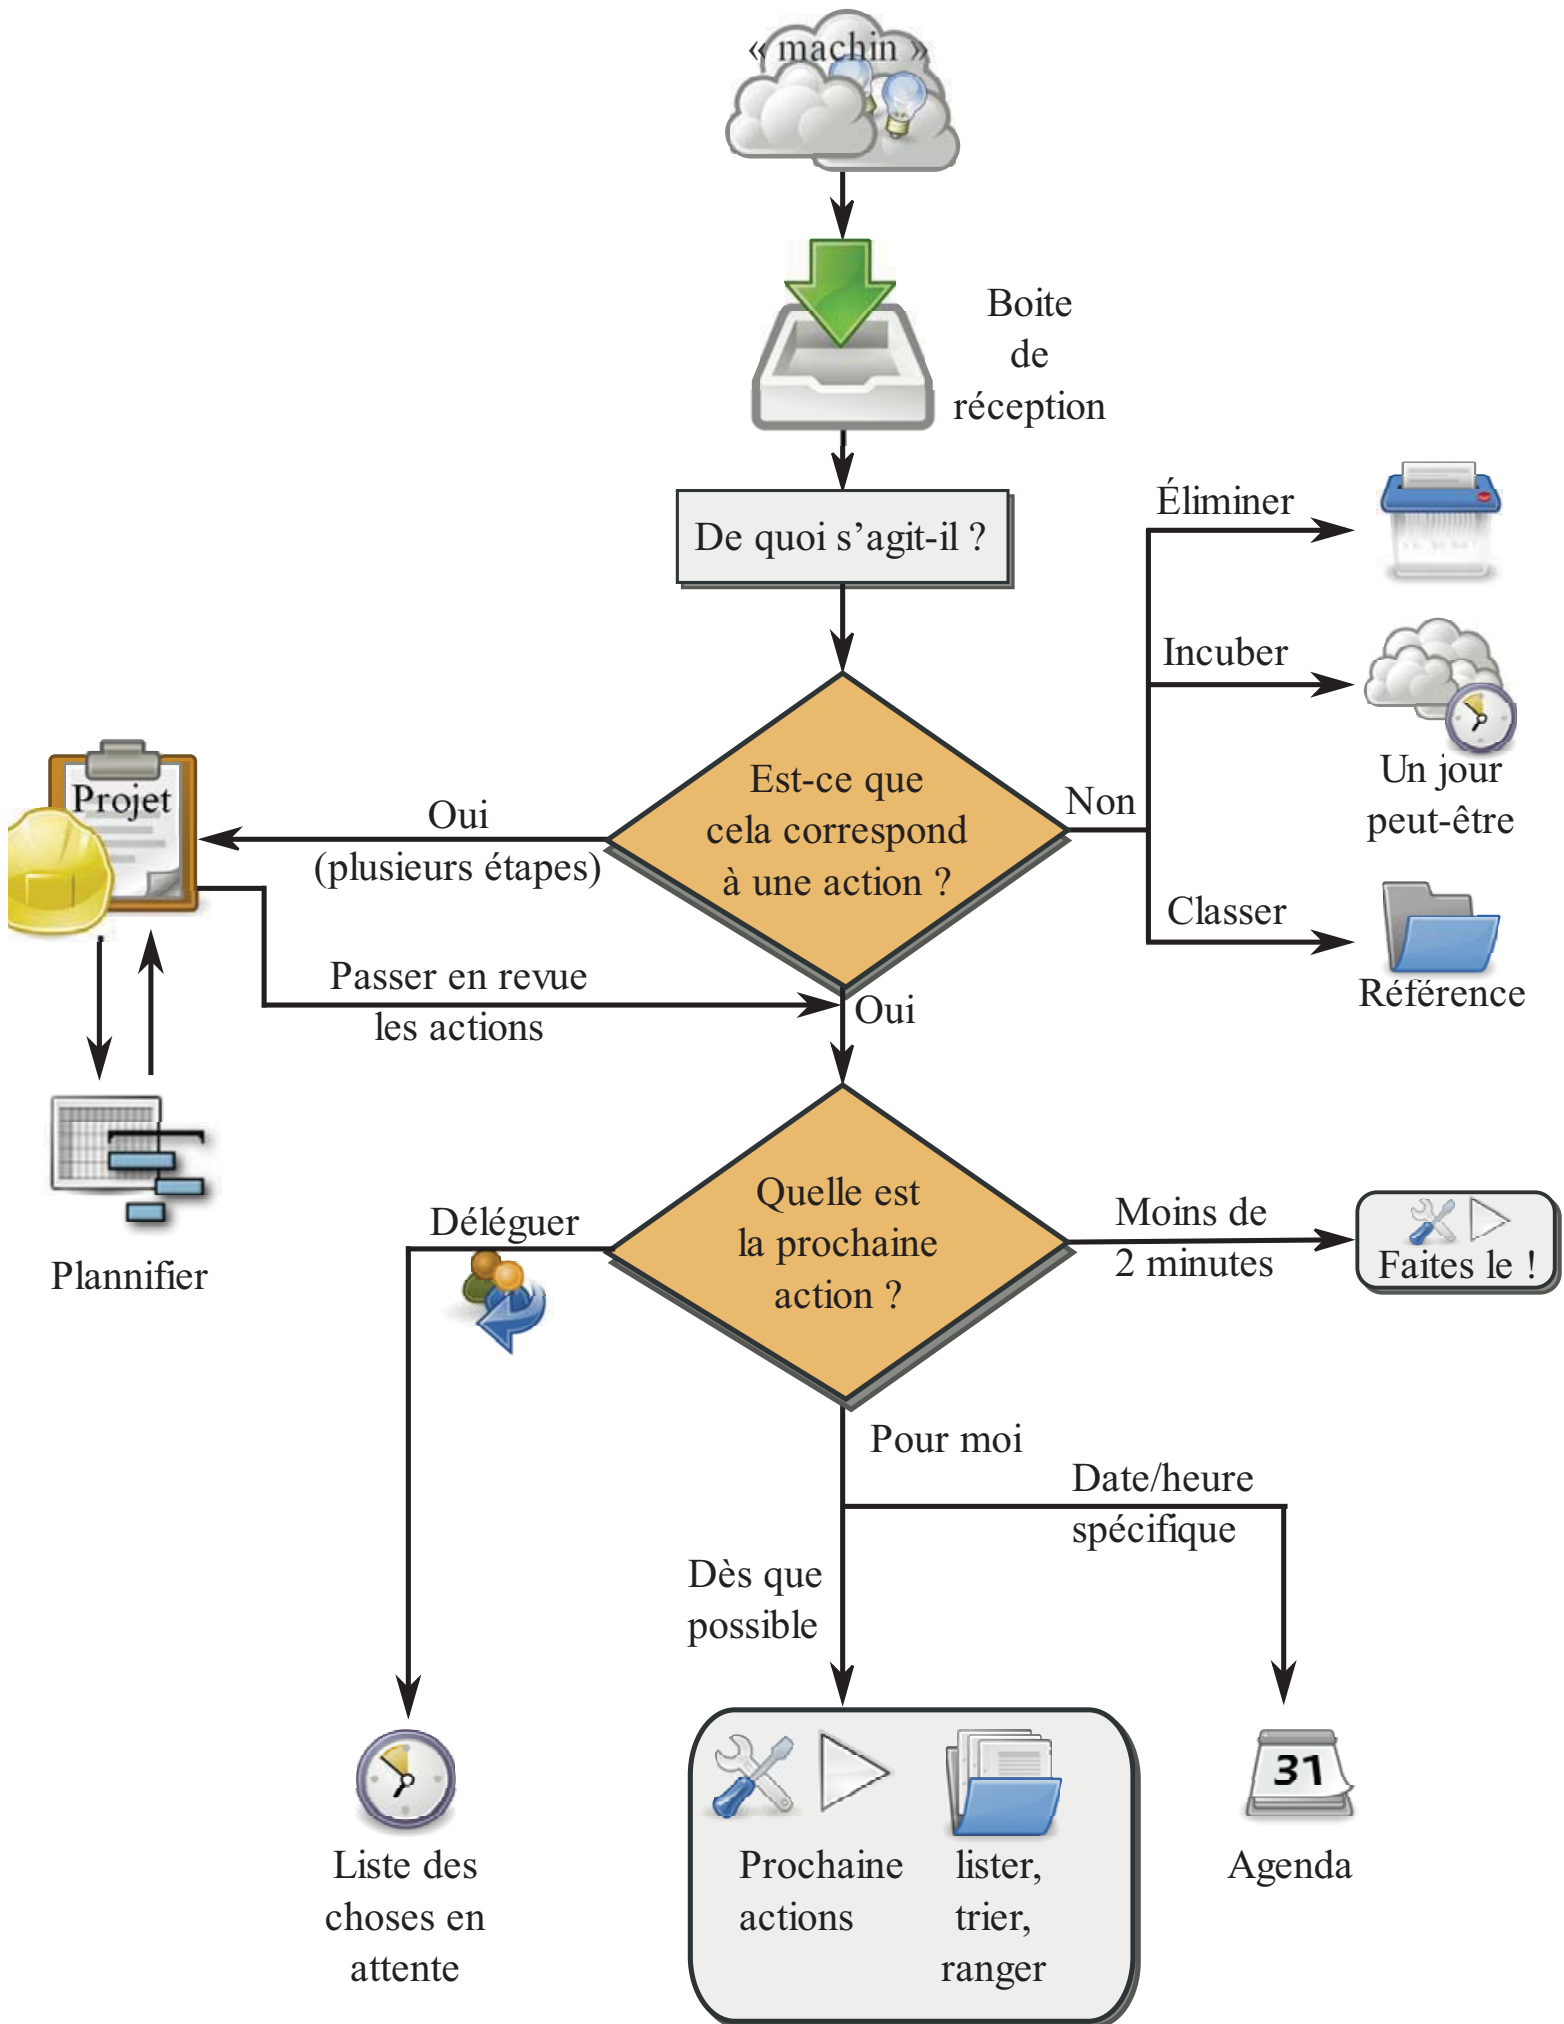 « machin »
Boite
de
réception
De quoi s’agit-il ?
Éliminer
Incuber
Un jour
peut-être
Classer
Référence
Est-ce que
cela correspond
à une action ?
Non
Oui
(plusieurs étapes)
Projet
Passer en revue
les actions
Oui
Plannifier
Quelle est
la prochaine
action ?
Déléguer
Moins de
2 minutes
Faites le !
Pour moi
Date/heure
spécifique
Dès que
possible
Liste des
choses en
attente
Prochaine
actions
lister,
trier,
ranger
31
Agenda